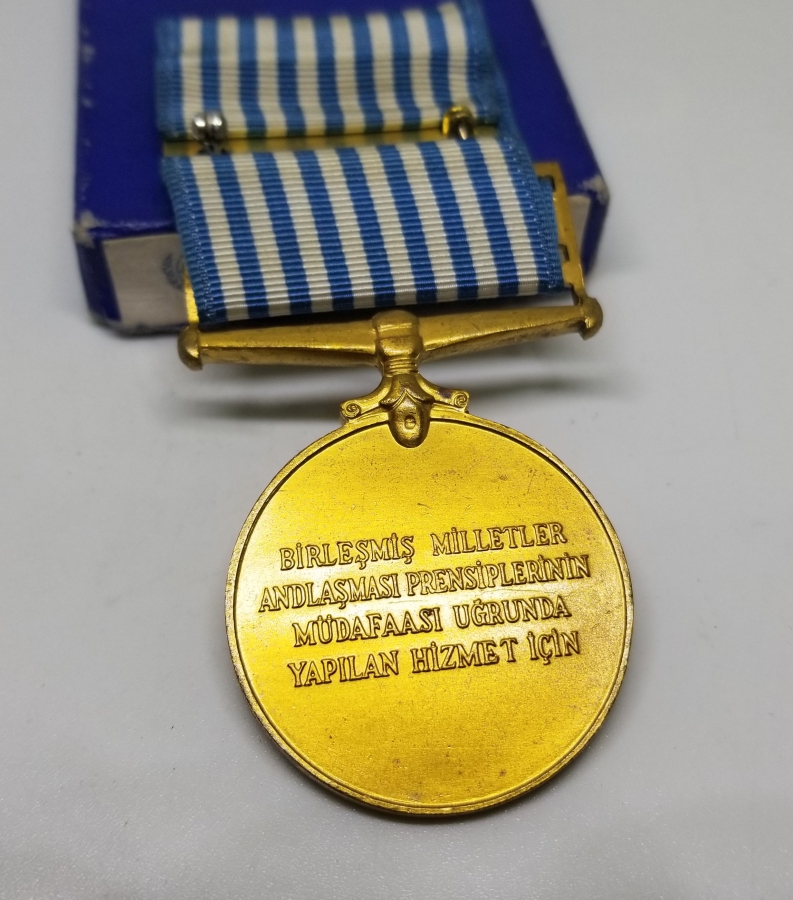 BİRLEŞMİŞ MİLLETLER
ANDLAŞMASI PRENSİPLERİNİN
MÜDAFAASI UĞRUNDA
YAPILAN HİZMET İÇİN